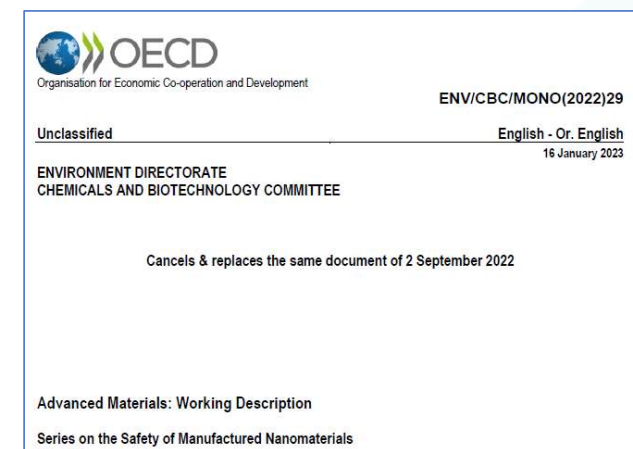 OECD
Organisation for Economic Co-operation and Development
ENV/CBC/MONO(2022)29
Unclassified
English - Or. English
16 January 2023
ENVIRONMENT DIRECTORATE
CHEMICALS AND BIOTECHNOLOGY COMMITTEE
Cancels & replaces the same document of 2 September 2022
Advanced Materials: Working Description
Series on the Safety of Manufactured Nanomaterials